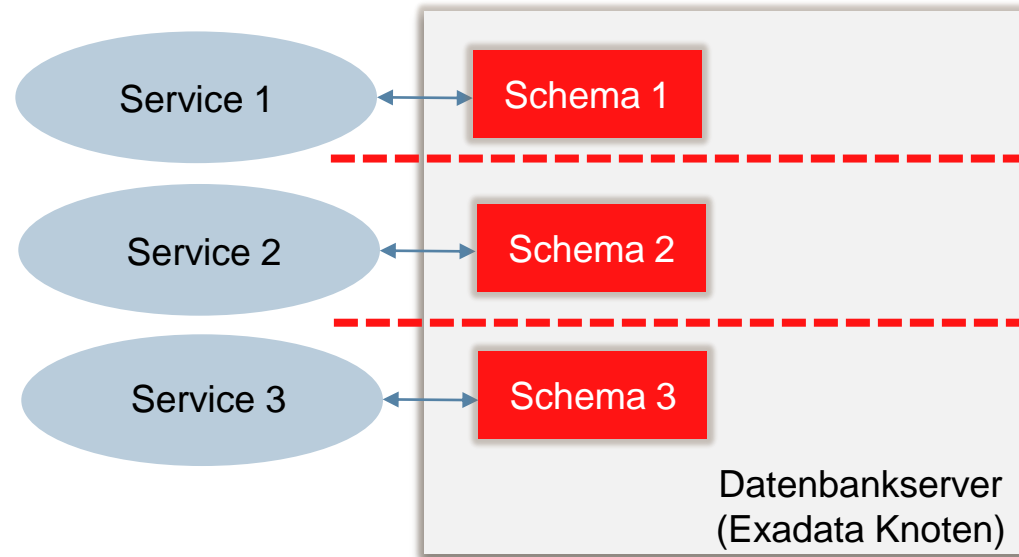 Service 1
Schema 1
Service 2
Schema 2
Service 3
Schema 3
Datenbankserver
(Exadata Knoten)